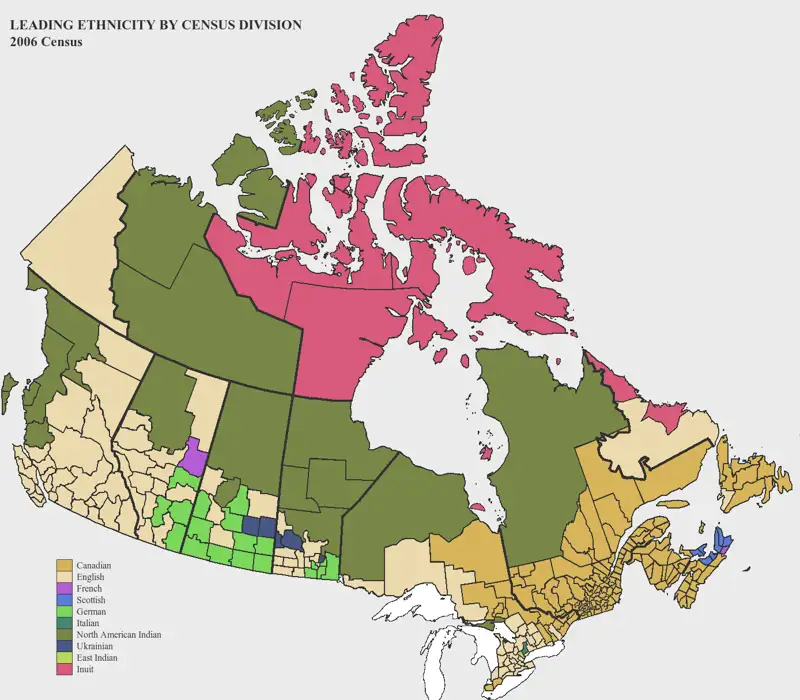 LEADING ETHNICITY BY CENSUS DIVISION
2006 Census
Canadian
English
French
Scottish
German
Italian
North American Indian
Ukrainian
East Indian
Inuit